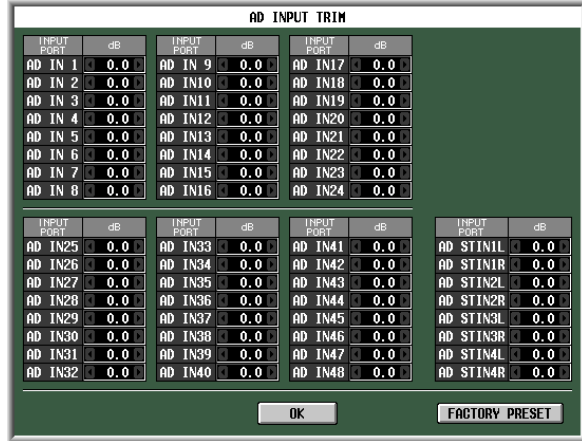 AD INPUT TRIM
INPUT PORT dB INPUT PORT dB INPUT PORT dB
AD IN 1 0.0 AD IN 9 0.0 AD IN17 0.0
AD IN 2 0.0 AD IN10 0.0 AD IN18 0.0
AD IN 3 0.0 AD IN11 0.0 AD IN19 0.0
AD IN 4 0.0 AD IN12 0.0 AD IN20 0.0
AD IN 5 0.0 AD IN13 0.0 AD IN21 0.0
AD IN 6 0.0 AD IN14 0.0 AD IN22 0.0
AD IN 7 0.0 AD IN15 0.0 AD IN23 0.0
AD IN 8 0.0 AD IN16 0.0 AD IN24 0.0
INPUT PORT dB INPUT PORT dB INPUT PORT dB INPUT PORT dB
AD IN25 0.0 AD IN33 0.0 AD IN41 0.0 AD STIN1L 0.0
AD IN26 0.0 AD IN34 0.0 AD IN42 0.0 AD STIN1R 0.0
AD IN27 0.0 AD IN35 0.0 AD IN43 0.0 AD STIN2L 0.0
AD IN28 0.0 AD IN36 0.0 AD IN44 0.0 AD STIN2R 0.0
AD IN29 0.0 AD IN37 0.0 AD IN45 0.0 AD STIN3L 0.0
AD IN30 0.0 AD IN38 0.0 AD IN46 0.0 AD STIN3R 0.0
AD IN31 0.0 AD IN39 0.0 AD IN47 0.0 AD STIN4L 0.0
AD IN32 0.0 AD IN40 0.0 AD IN48 0.0 AD STIN4R 0.0
OK FACTORY PRESET